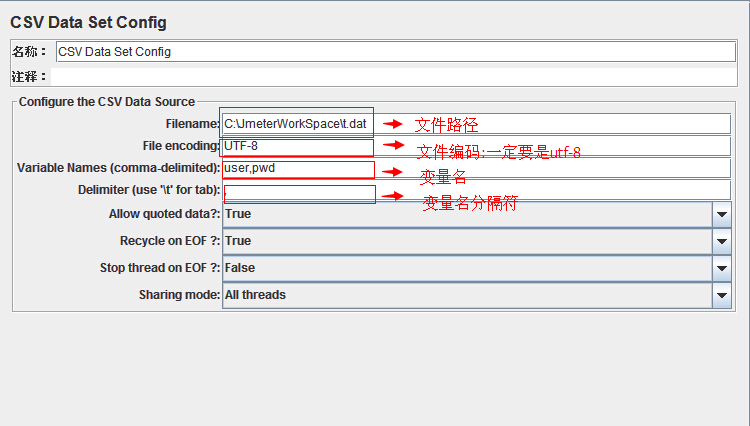 CSV Data Set Config
名称： CSV Data Set Config
注释：
Configure the CSV Data Source
Filename: C:\JmeterWorkSpace\t.dat 文件路径
File encoding: UTF-8 文件编码:一定要是utf-8
Variable Names (comma-delimited): user,pwd 变量名
Delimiter (use '\t' for tab): , 变量名分隔符
Allow quoted data?: True
Recycle on EOF ?: True
Stop thread on EOF ?: False
Sharing mode: All threads